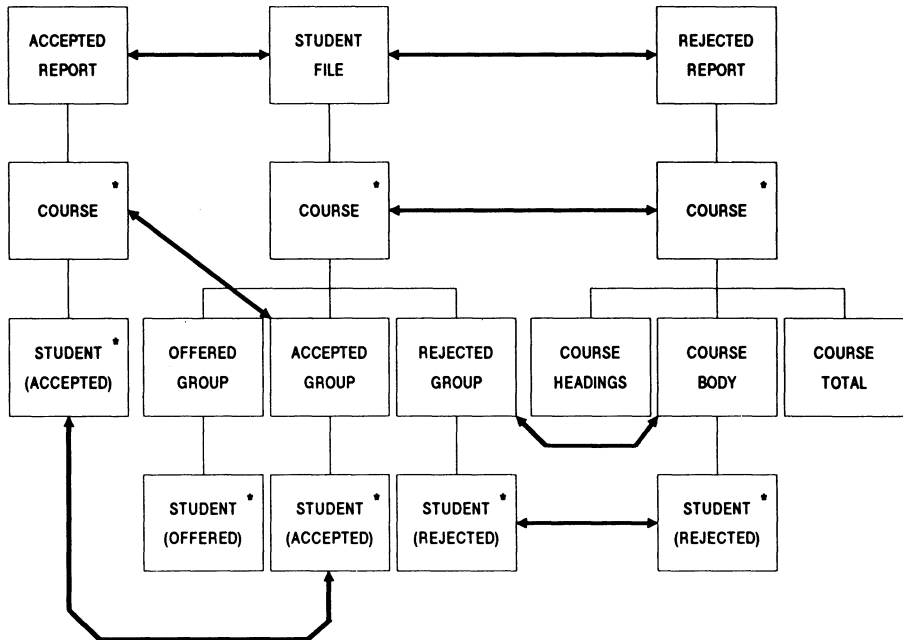 ACCEPTED
REPORT
STUDENT
FILE
REJECTED
REPORT
COURSE *
COURSE *
COURSE *
STUDENT *
(ACCEPTED)
OFFERED
GROUP
ACCEPTED
GROUP
REJECTED
GROUP
COURSE
HEADINGS
COURSE
BODY
COURSE
TOTAL
STUDENT *
(OFFERED)
STUDENT *
(ACCEPTED)
STUDENT *
(REJECTED)
STUDENT *
(REJECTED)